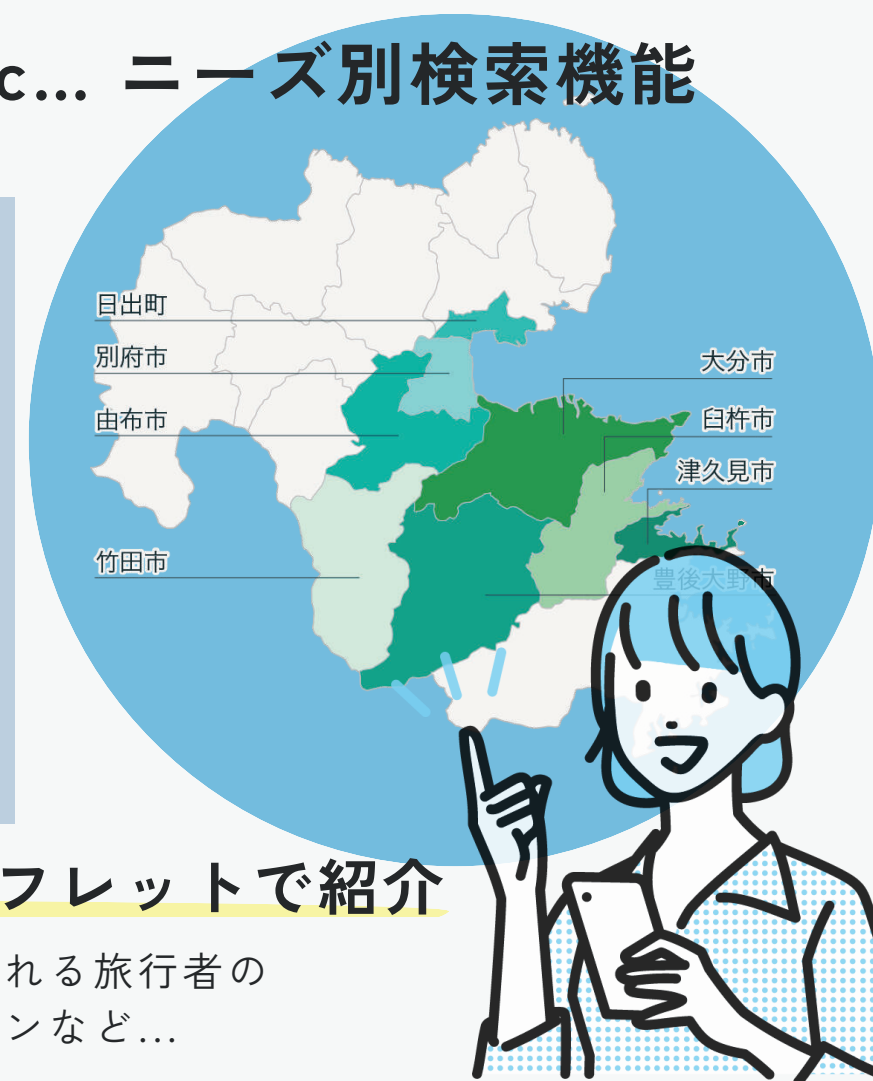 c... ニーズ別検索機能
日出町
別府市
由布市
竹田市
大分市
臼杵市
津久見市
豊後大野市
フレットで紹介
れる旅行者の
ンなど...